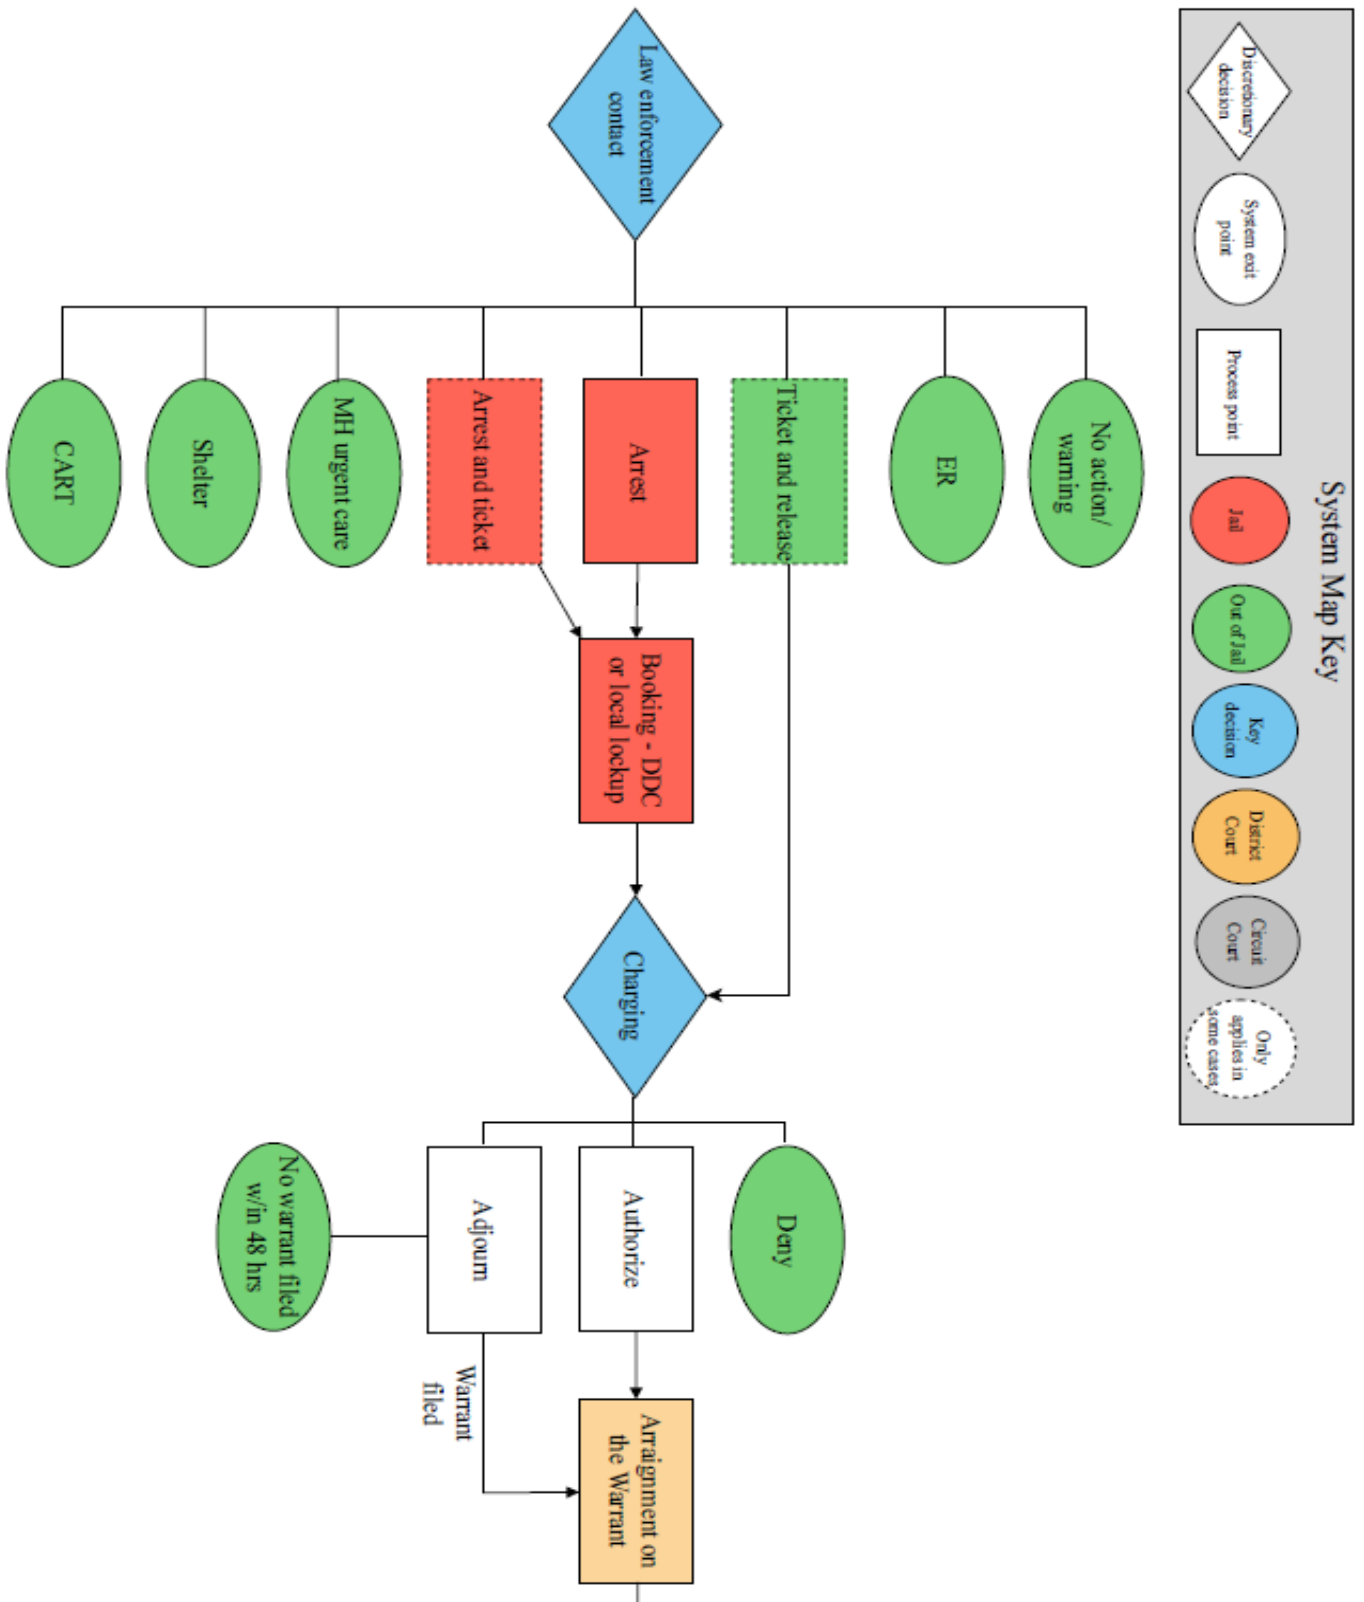 System Map Key
Discretionary
decision
System exit
point
Process point
Jail
Out of Jail
Key
decision
District
Court
Circuit
Court
Only
applies in
some cases
Law enforcement
contact
No action/
warning
ER
Ticket and release
Arrest
Arrest and ticket
MH urgent care
Shelter
CART
Booking - DDC
or local lockup
Charging
Deny
Authorize
Adjourn
No warrant filed
w/in 48 hrs
Warrant
filed
Arraignment on
the Warrant